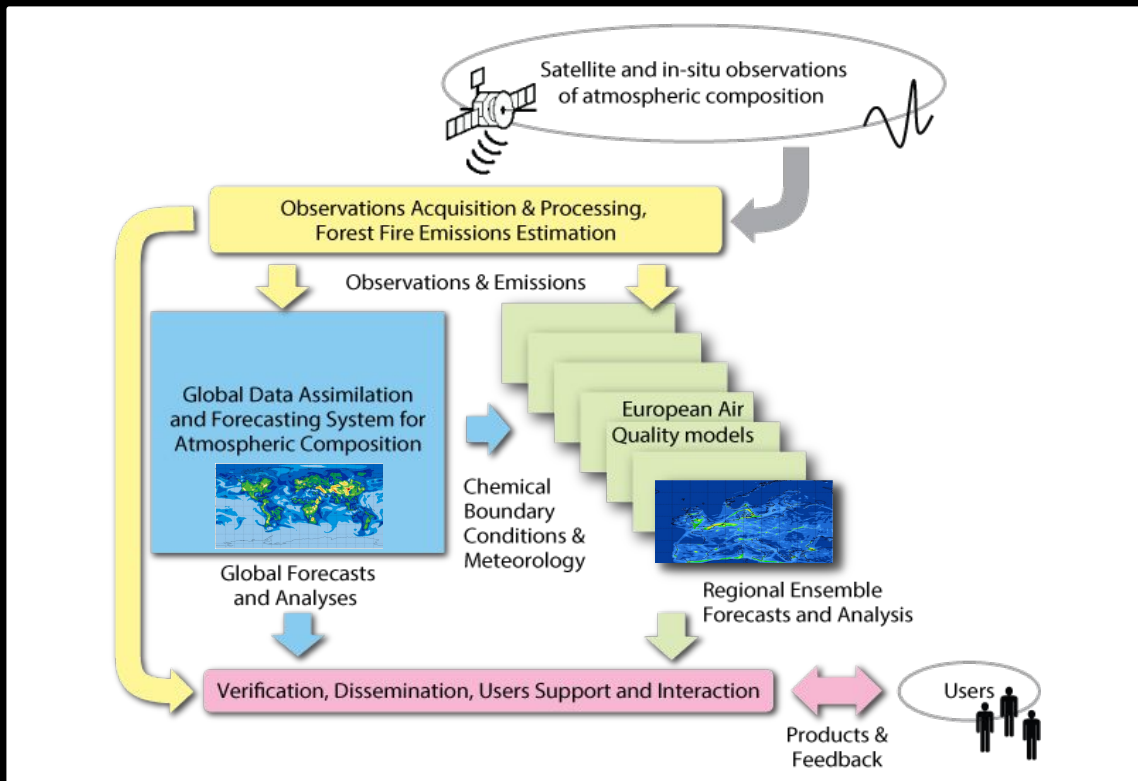 Satellite and in-situ observations
of atmospheric composition
Observations Acquisition & Processing,
Forest Fire Emissions Estimation
Observations & Emissions
Global Data Assimilation
and Forecasting System for
Atmospheric Composition
European Air
Quality models
Chemical
Boundary
Conditions &
Meteorology
Global Forecasts
and Analyses
Regional Ensemble
Forecasts and Analysis
Verification, Dissemination, Users Support and Interaction
Users
Products &
Feedback